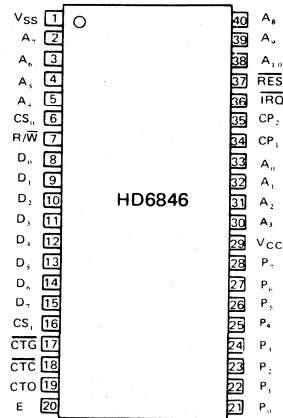 VSS 1 40 A₈
A₇ 2 39 A₉
A₆ 3 38 A₁₀
A₅ 4 37 RES
A₄ 5 36 IRQ
CS₀ 6 35 CP₂
R/W 7 34 CP₁
D₀ 8 33 A₀
D₁ 9 32 A₁
D₂ 10 HD6846 31 A₂
D₃ 11 30 A₃
D₄ 12 29 VCC
D₅ 13 28 P₇
D₆ 14 27 P₆
D₇ 15 26 P₅
CS₁ 16 25 P₄
CTG 17 24 P₃
CTC 18 23 P₂
CTO 19 22 P₁
E 20 21 P₀